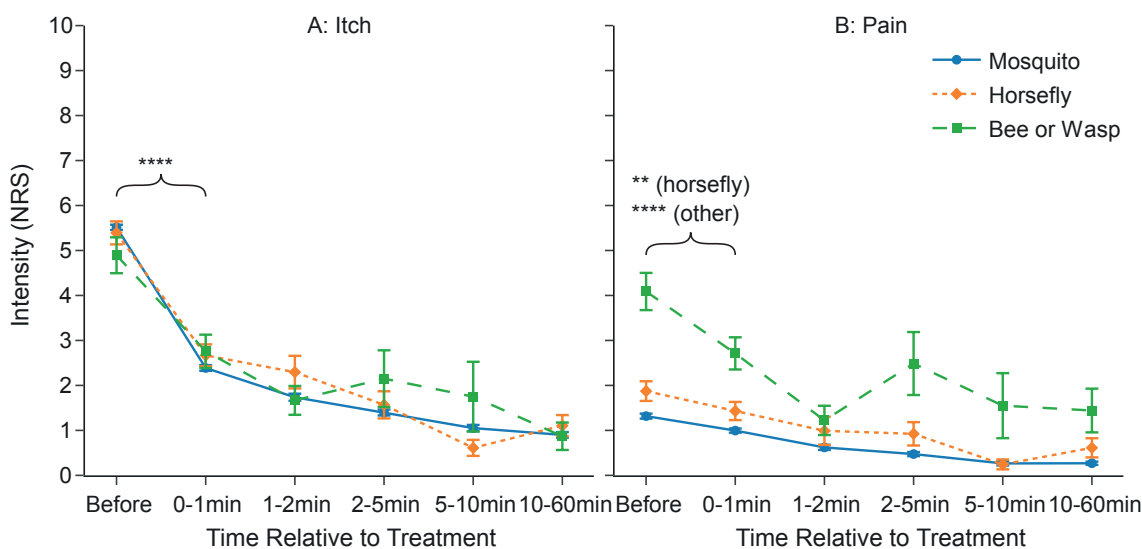 A: Itch
B: Pain
10
9
8
7
6
5
4
3
2
1
0
Intensity (NRS)
****
** (horsefly)
**** (other)
Mosquito
Horsefly
Bee or Wasp
Before 0-1min 1-2min 2-5min 5-10min 10-60min
Before 0-1min 1-2min 2-5min 5-10min 10-60min
Time Relative to Treatment
Time Relative to Treatment